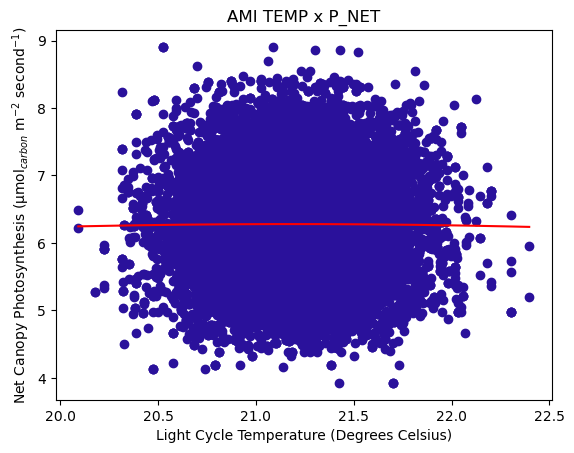 AMI TEMP x P_NET
Net Canopy Photosynthesis (μmol$_{carbon}$ m$^{-2}$ second$^{-1}$)
9
8
7
6
5
4
20.0 20.5 21.0 21.5 22.0 22.5
Light Cycle Temperature (Degrees Celsius)